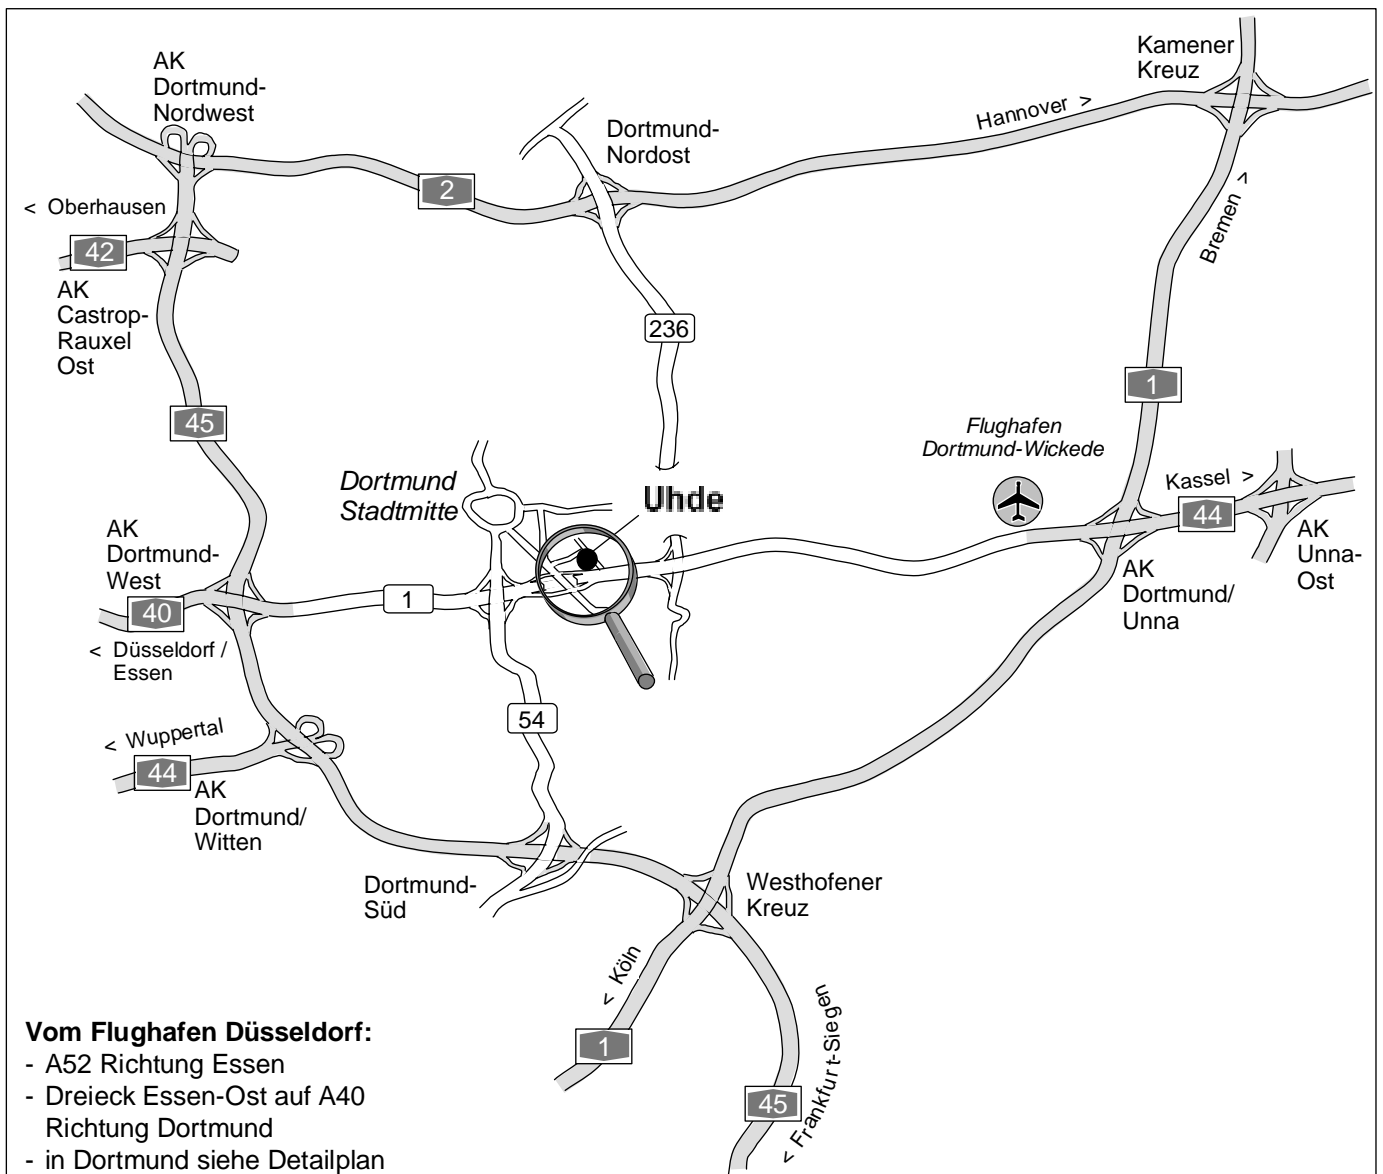 Kamener
Kreuz
AK
Dortmund-
Nordwest
Hannover >
Dortmund-
Nordost
2
< Oberhausen
Bremen >
42
AK
Castrop-
Rauxel
Ost
236
1
45
Flughafen
Dortmund-Wickede
Dortmund
Stadtmitte
Uhde
Kassel >
44
AK
Unna-
Ost
AK
Dortmund-
West
AK
Dortmund/
Unna
40
1
< Düsseldorf /
Essen
54
< Wuppertal
44
AK
Dortmund/
Witten
Dortmund-
Süd
Westhofener
Kreuz
< Köln
1
< Frankfurt-Siegen
45
Vom Flughafen Düsseldorf:
- A52 Richtung Essen
- Dreieck Essen-Ost auf A40
Richtung Dortmund
- in Dortmund siehe Detailplan